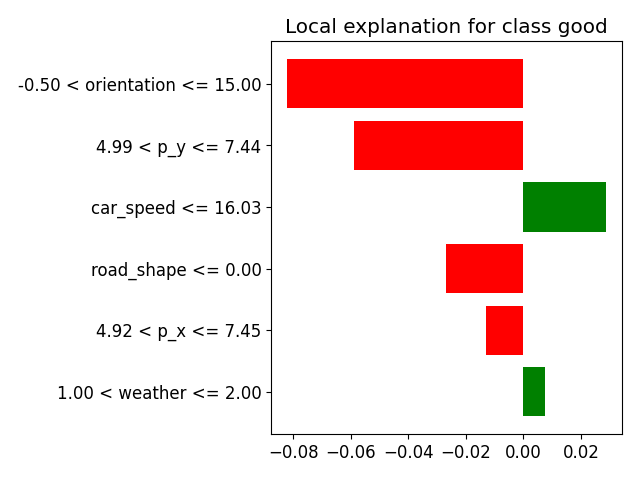 Local explanation for class good
-0.50 < orientation <= 15.00
4.99 < p_y <= 7.44
car_speed <= 16.03
road_shape <= 0.00
4.92 < p_x <= 7.45
1.00 < weather <= 2.00
−0.08 −0.06 −0.04 −0.02 0.00 0.02